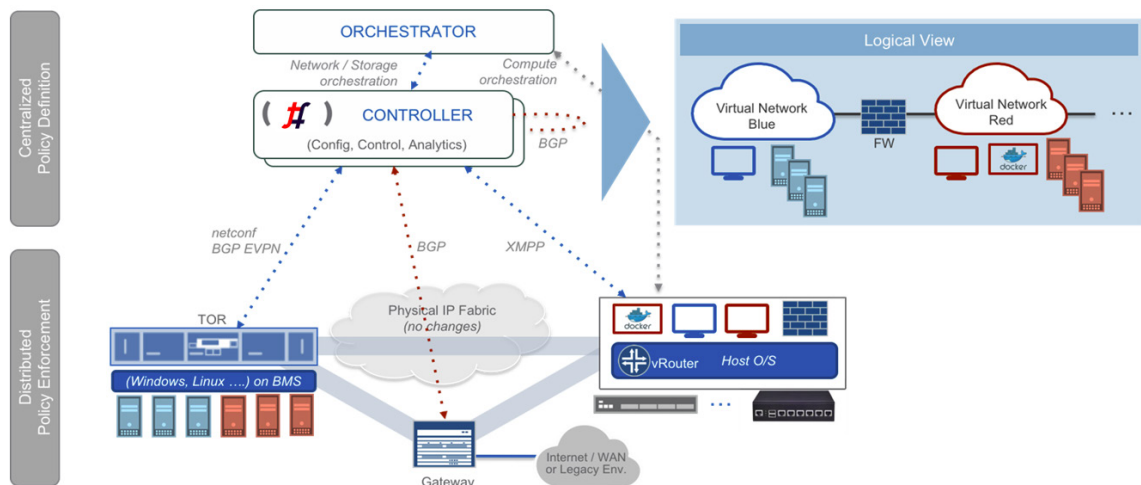 Centralized
Policy Definition
ORCHESTRATOR
Network / Storage
orchestration
Compute
orchestration
CONTROLLER
(Config, Control, Analytics)
BGP
Logical View
Virtual Network
Blue
FW
Virtual Network
Red
...
docker
Distributed
Policy Enforcement
netconf
BGP EVPN
BGP
XMPP
TOR
Physical IP Fabric
(no changes)
docker
vRouter
Host O/S
(Windows, Linux ....) on BMS
...
Gateway
Internet / WAN
or Legacy Env.